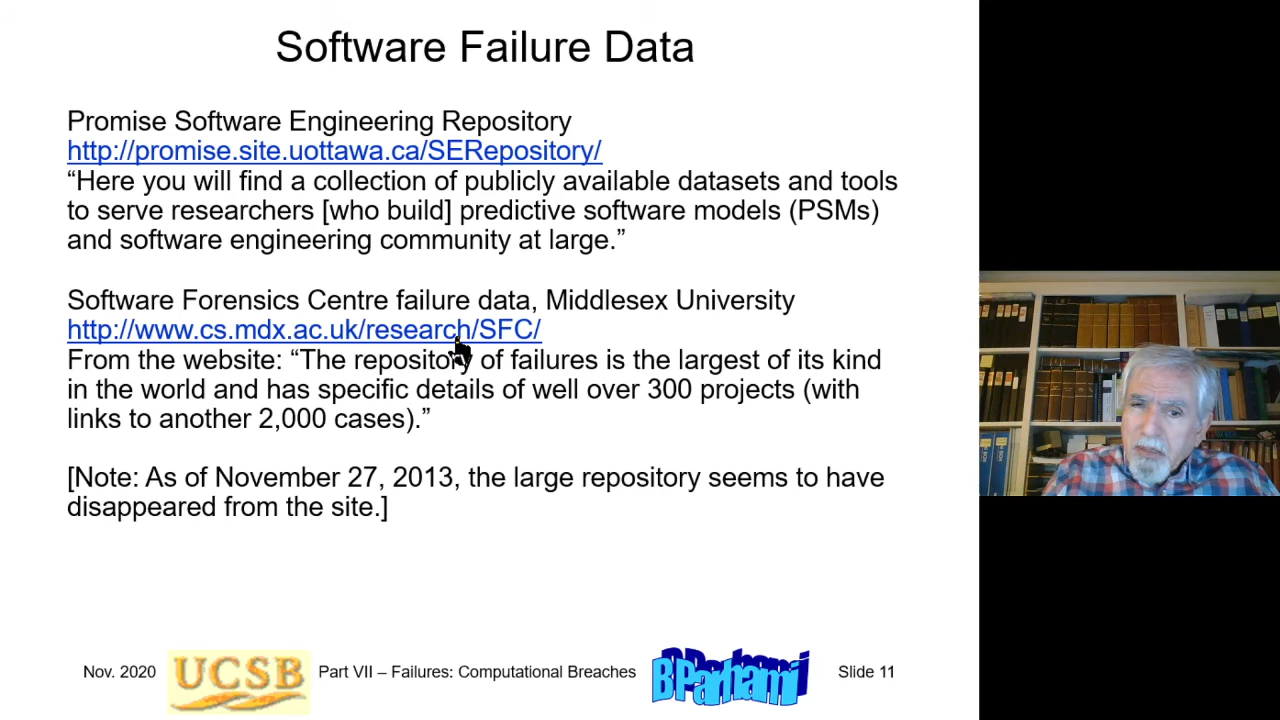 Software Failure Data
Promise Software Engineering Repository
http://promise.site.uottawa.ca/SERepository/
“Here you will find a collection of publicly available datasets and tools
to serve researchers [who build] predictive software models (PSMs)
and software engineering community at large.”
Software Forensics Centre failure data, Middlesex University
http://www.cs.mdx.ac.uk/research/SFC/
From the website: “The repository of failures is the largest of its kind
in the world and has specific details of well over 300 projects (with
links to another 2,000 cases).”
[Note: As of November 27, 2013, the large repository seems to have
disappeared from the site.]
Nov. 2020 UCSB Part VII – Failures: Computational Breaches B Parhami Slide 11